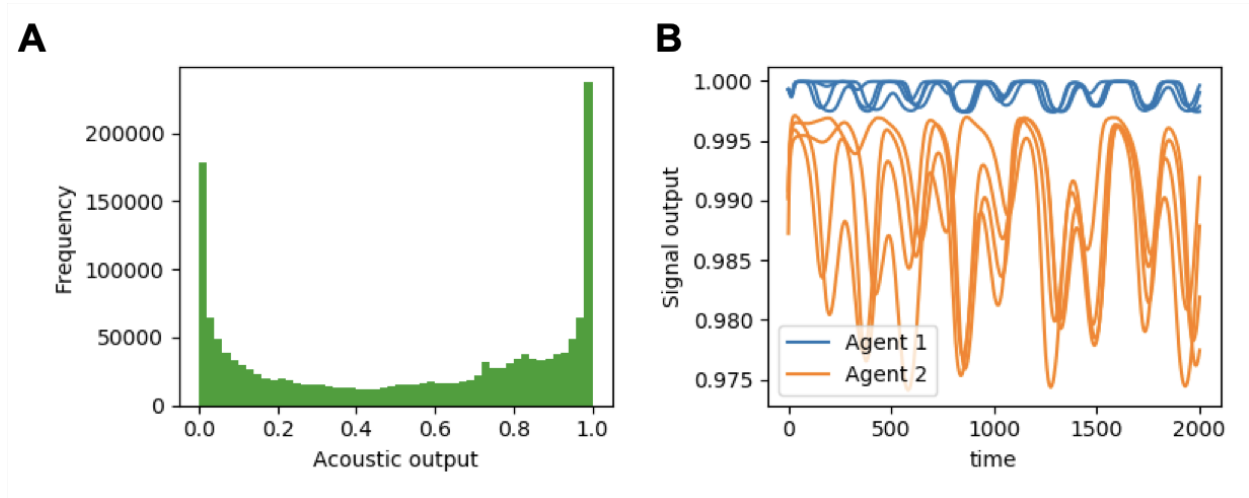 A
B
Frequency
200000
150000
100000
50000
0
0.0 0.2 0.4 0.6 0.8 1.0
Acoustic output
Signal output
1.000
0.995
0.990
0.985
0.980
0.975
Agent 1
Agent 2
0 500 1000 1500 2000
time